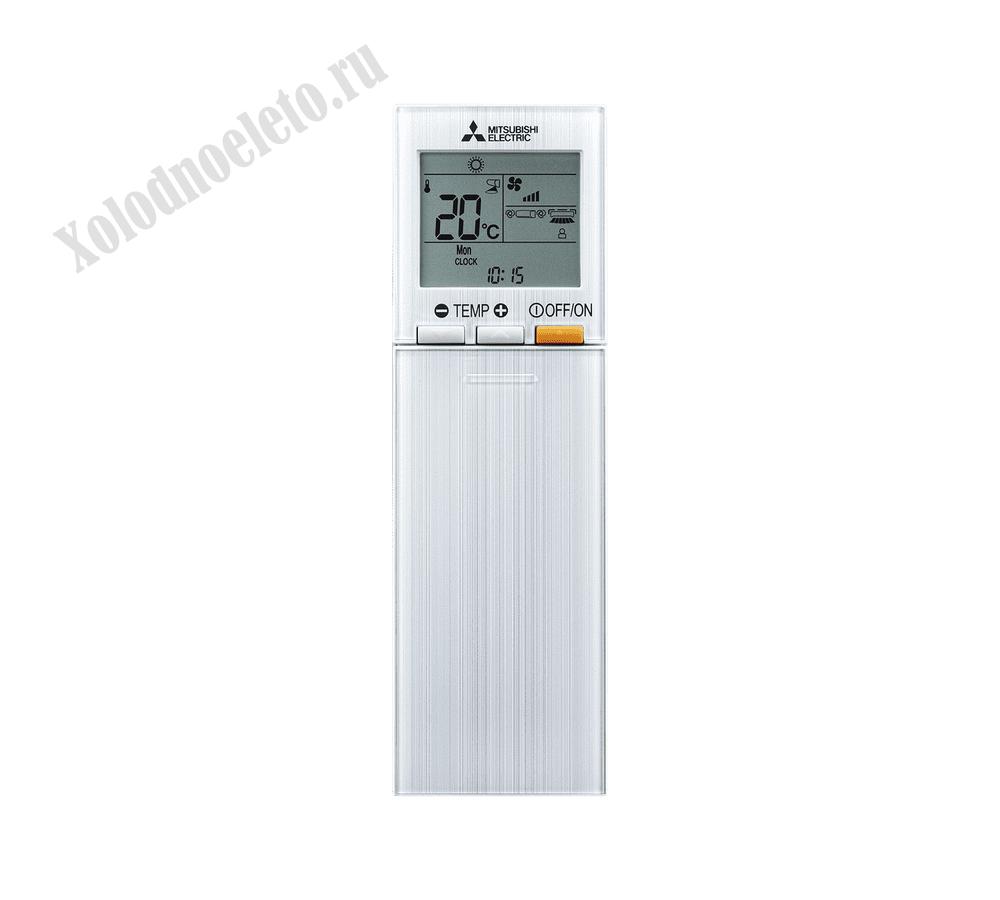 Xolodnoeleto.ru
MITSUBISHI
ELECTRIC
20°C
Mon
CLOCK
10:15
TEMP
OFF/ON